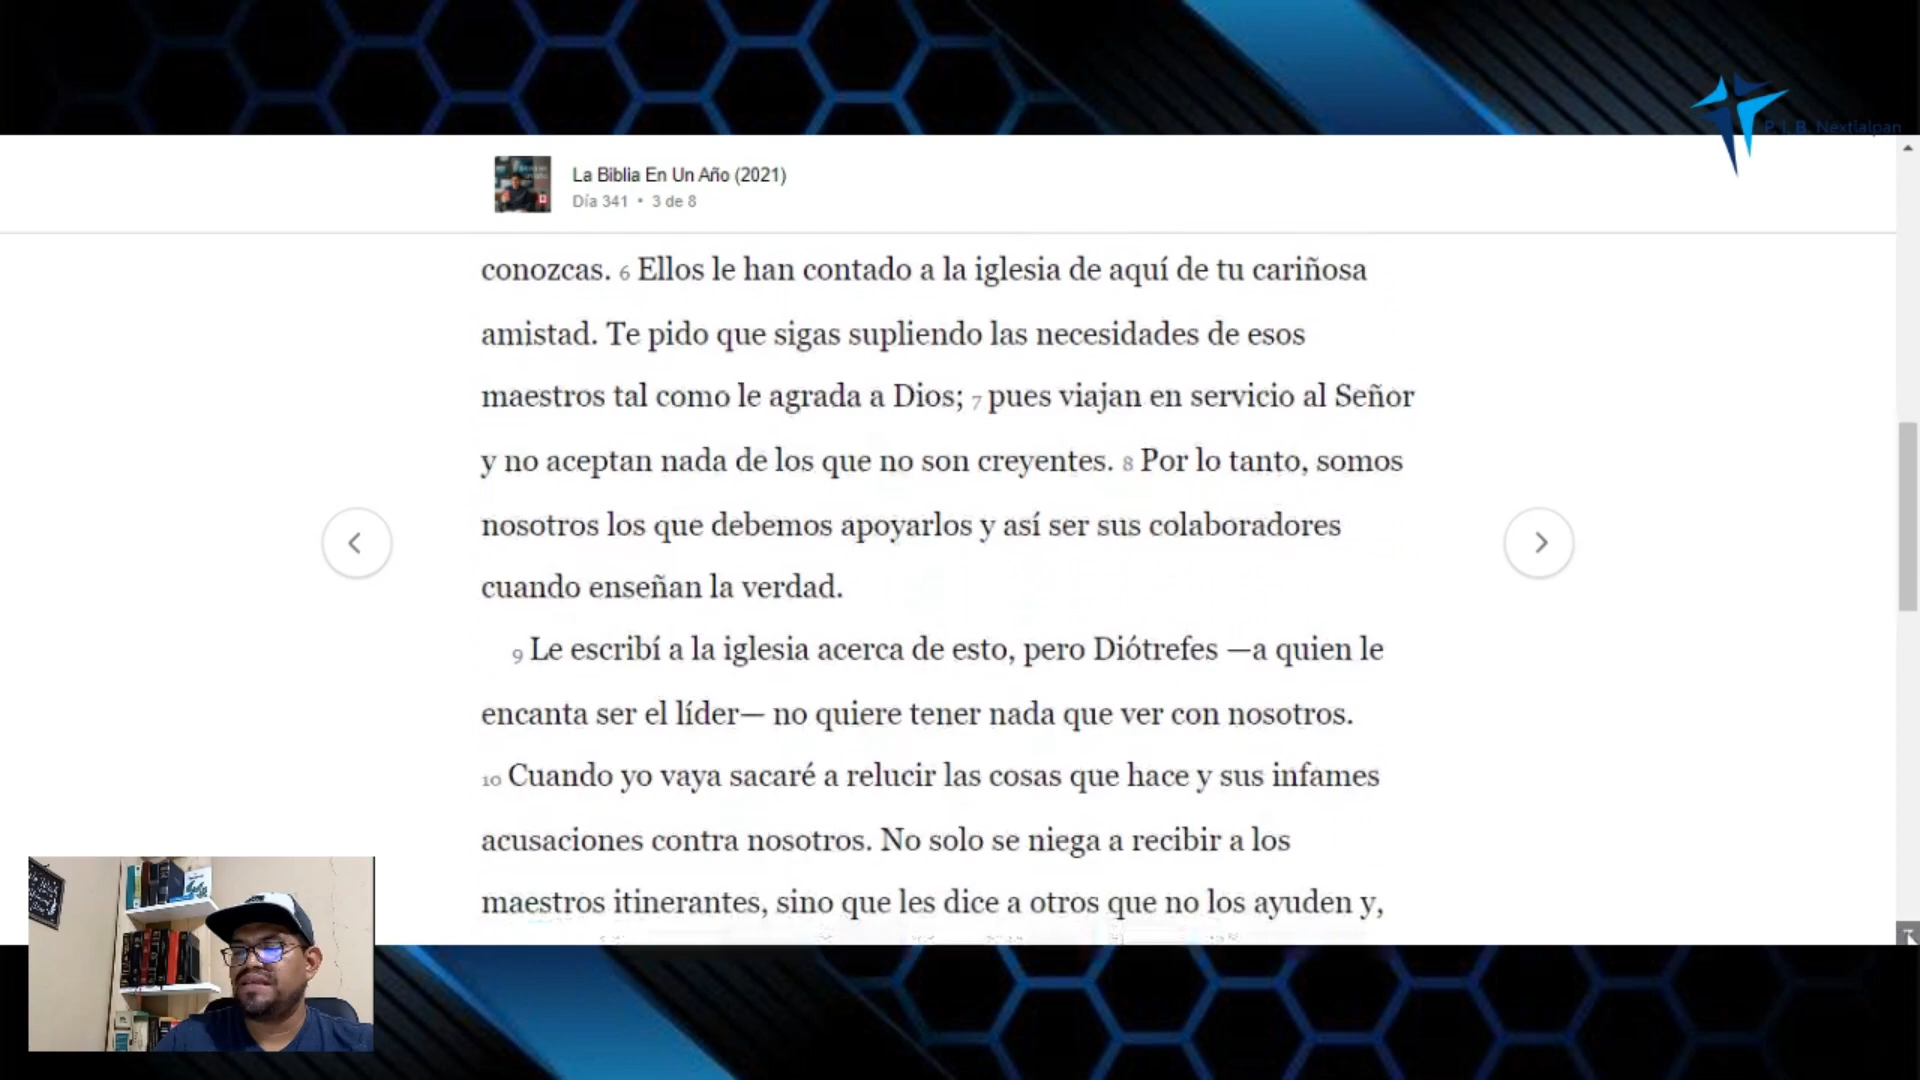 P. I. B. Nextlalpan
La Biblia En Un Año (2021)
Día 341 • 3 de 8
conozcas. 6 Ellos le han contado a la iglesia de aquí de tu cariñosa
amistad. Te pido que sigas supliendo las necesidades de esos
maestros tal como le agrada a Dios; 7 pues viajan en servicio al Señor
y no aceptan nada de los que no son creyentes. 8 Por lo tanto, somos
nosotros los que debemos apoyarlos y así ser sus colaboradores
cuando enseñan la verdad.
9 Le escribí a la iglesia acerca de esto, pero Diótrefes —a quien le
encanta ser el líder— no quiere tener nada que ver con nosotros.
10 Cuando yo vaya sacaré a relucir las cosas que hace y sus infames
acusaciones contra nosotros. No solo se niega a recibir a los
maestros itinerantes, sino que les dice a otros que no los ayuden y,